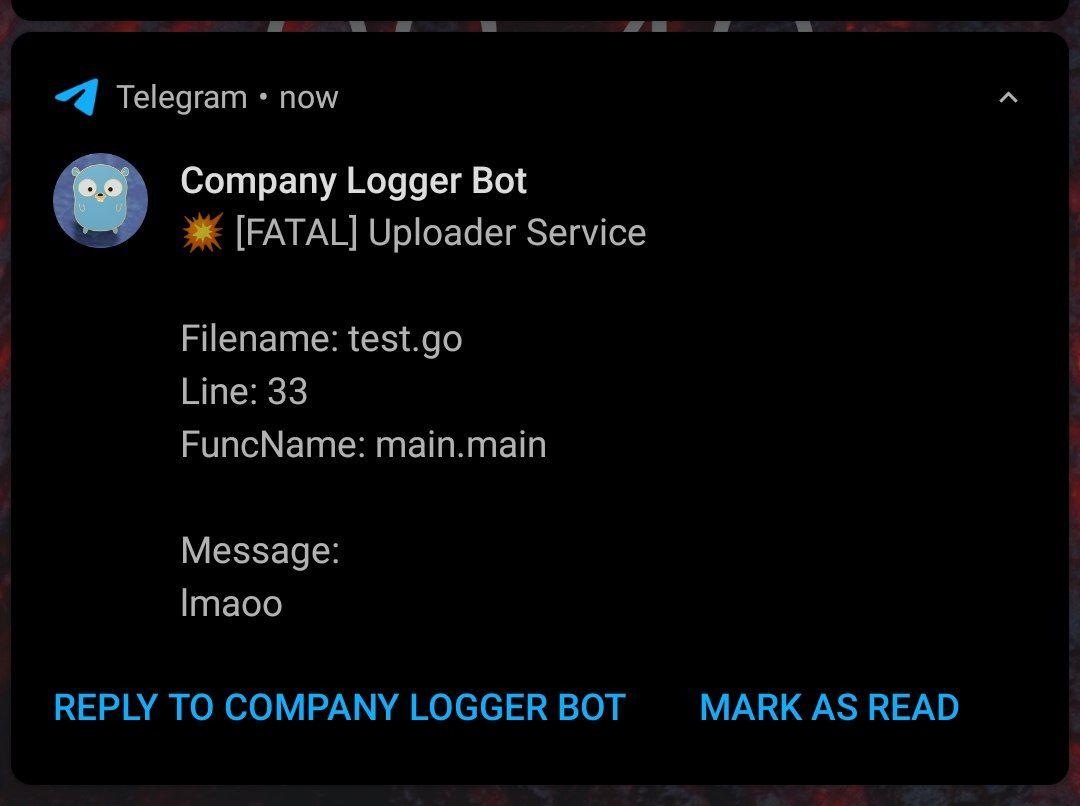 Telegram • now
Company Logger Bot
💥 [FATAL] Uploader Service
Filename: test.go
Line: 33
FuncName: main.main
Message:
lmaoo
REPLY TO COMPANY LOGGER BOT
MARK AS READ